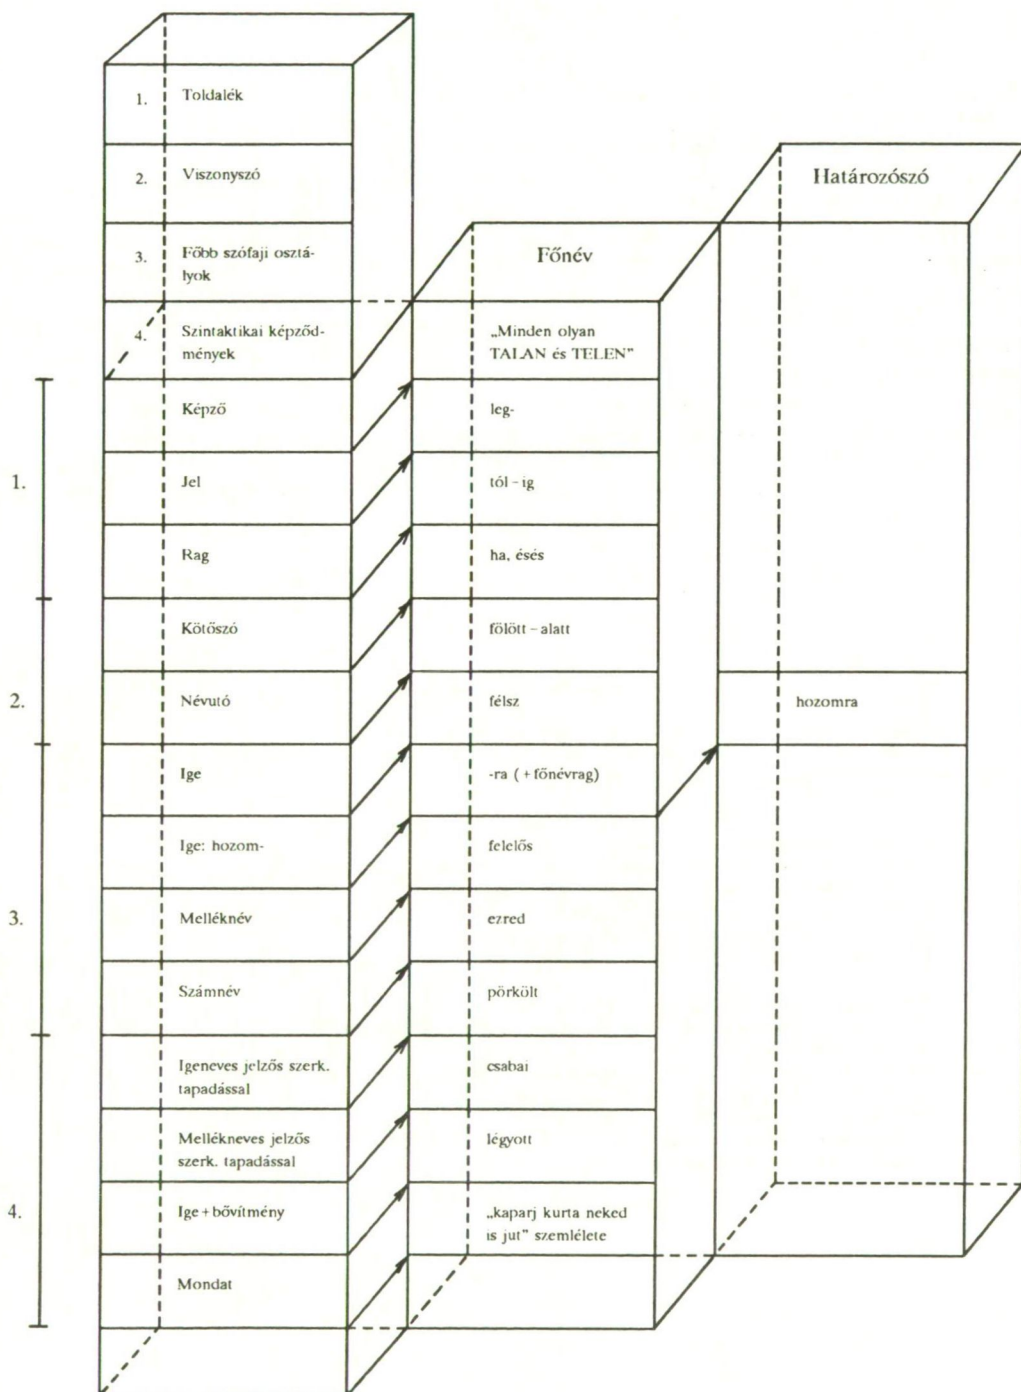 1. Toldalék
2. Viszonyszó
Határozószó
3. Főbb szófaji osztá-
lyok
Főnév
4. Szintaktikai képződ-
mények
„Minden olyan
TALAN és TELEN”
Képző
leg-
1.
Jel
tól – ig
Rag
ha, ésés
Kötőszó
fölött – alatt
2.
Névutó
félsz
hozomra
Ige
-ra ( + főnévrag)
Ige: hozom-
felelős
3.
Melléknév
ezred
Számnév
pörkölt
Igeneves jelzős szerk.
tapadással
csabai
Mellékneves jelzős
szerk. tapadással
légyott
4.
Ige + bővítmény
„kaparj kurta neked
is jut” szemlélete
Mondat